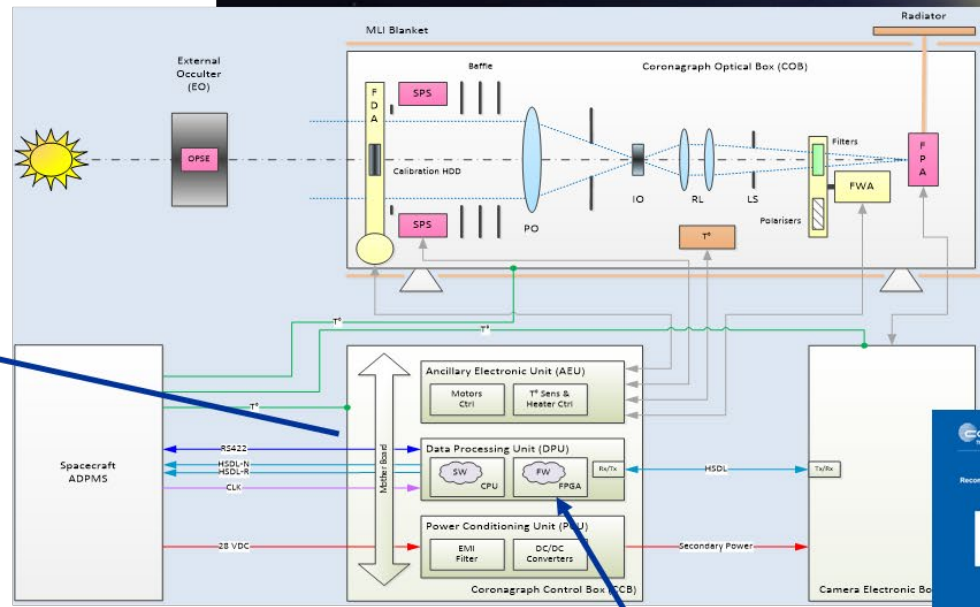 Radiator
MLI Blanket
External
Occulter
(EO)
OPSE
Coronagraph Optical Box (COB)
Baffle
F
D
A
SPS
Calibration HDD
SPS
PO
IO
RL
LS
Filters
FWA
Polarisers
F
P
A
T°
T°
T°
T°
Spacecraft
ADPMS
RS422
HSDL-N
HSDL-R
CLK
28 VDC
Mother Board
Ancillary Electronic Unit (AEU)
Motors
Ctrl
T° Sens &
Heater Ctrl
Data Processing Unit (DPU)
SW
CPU
FW
FPGA
Rx/Tx
HSDL
Tx/Rx
Power Conditioning Unit
EMI
Filter
DC/DC
Converters
Secondary Power
Coronagraph Control Box
Camera Electronic